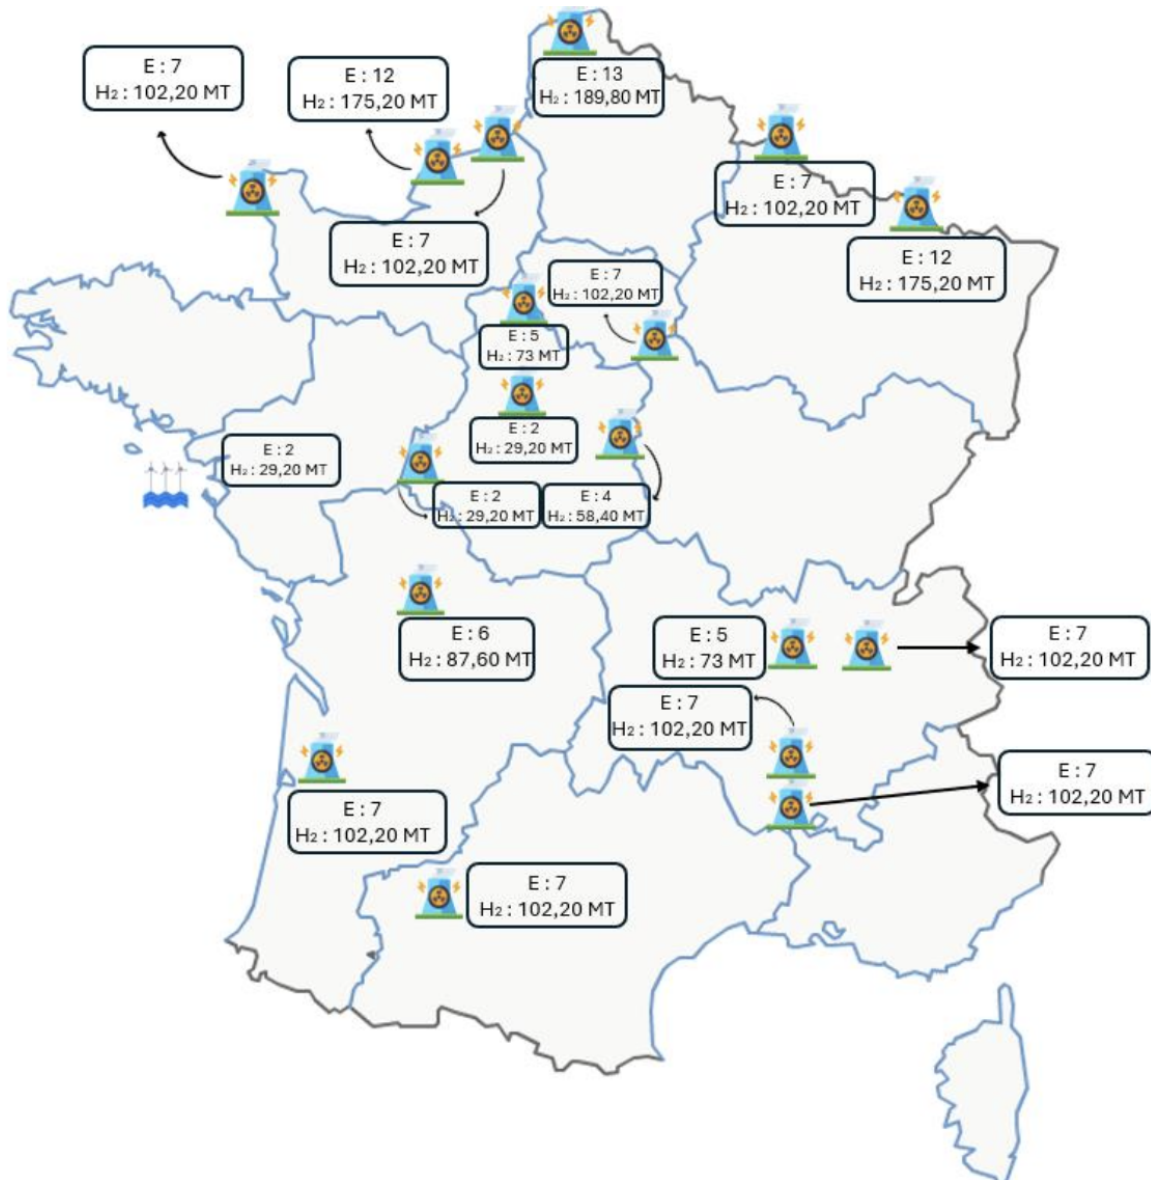 E : 7
H₂ : 102,20 MT
E : 12
H₂ : 175,20 MT
E : 13
H₂ : 189,80 MT
E : 7
H₂ : 102,20 MT
E : 7
H₂ : 102,20 MT
E : 12
H₂ : 175,20 MT
E : 7
H₂ : 102,20 MT
E : 5
H₂ : 73 MT
E : 2
H₂ : 29,20 MT
E : 2
H₂ : 29,20 MT
E : 2
H₂ : 29,20 MT
E : 4
H₂ : 58,40 MT
E : 6
H₂ : 87,60 MT
E : 5
H₂ : 73 MT
E : 7
H₂ : 102,20 MT
E : 7
H₂ : 102,20 MT
E : 7
H₂ : 102,20 MT
E : 7
H₂ : 102,20 MT
E : 7
H₂ : 102,20 MT